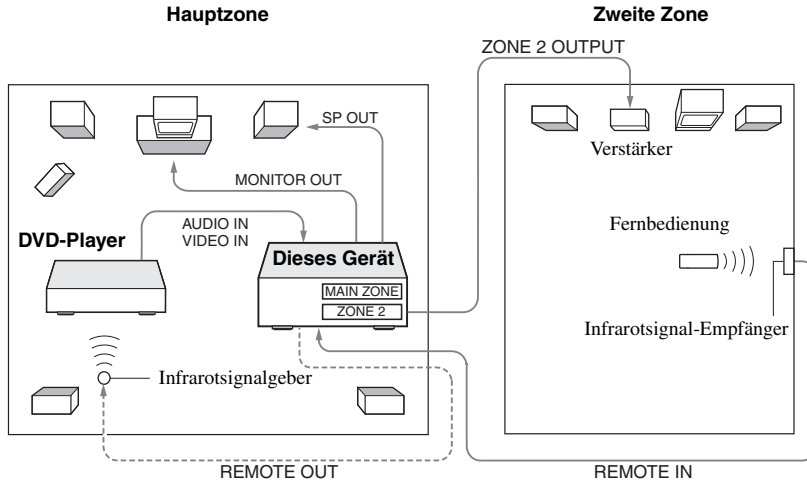 Hauptzone
Zweite Zone
ZONE 2 OUTPUT
SP OUT
Verstärker
MONITOR OUT
AUDIO IN
VIDEO IN
DVD-Player
Dieses Gerät
MAIN ZONE
ZONE 2
Fernbedienung
Infrarotsignal-Empfänger
Infrarotsignalgeber
REMOTE OUT
REMOTE IN